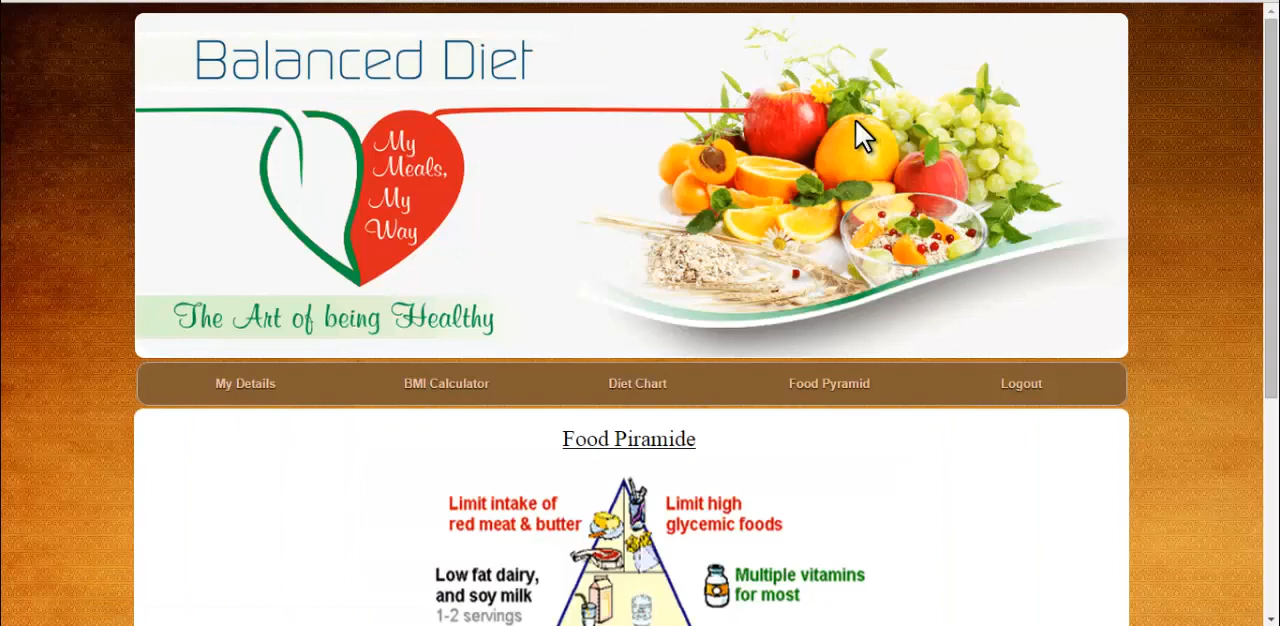 Balanced Diet
My
Meals,
My
Way
The Art of being Healthy
My Details
BMI Calculator
Diet Chart
Food Pyramid
Logout
Food Piramide
Limit intake of
red meat & butter
Limit high
glycemic foods
Low fat dairy,
and soy milk
1-2 servings
Multiple vitamins
for most